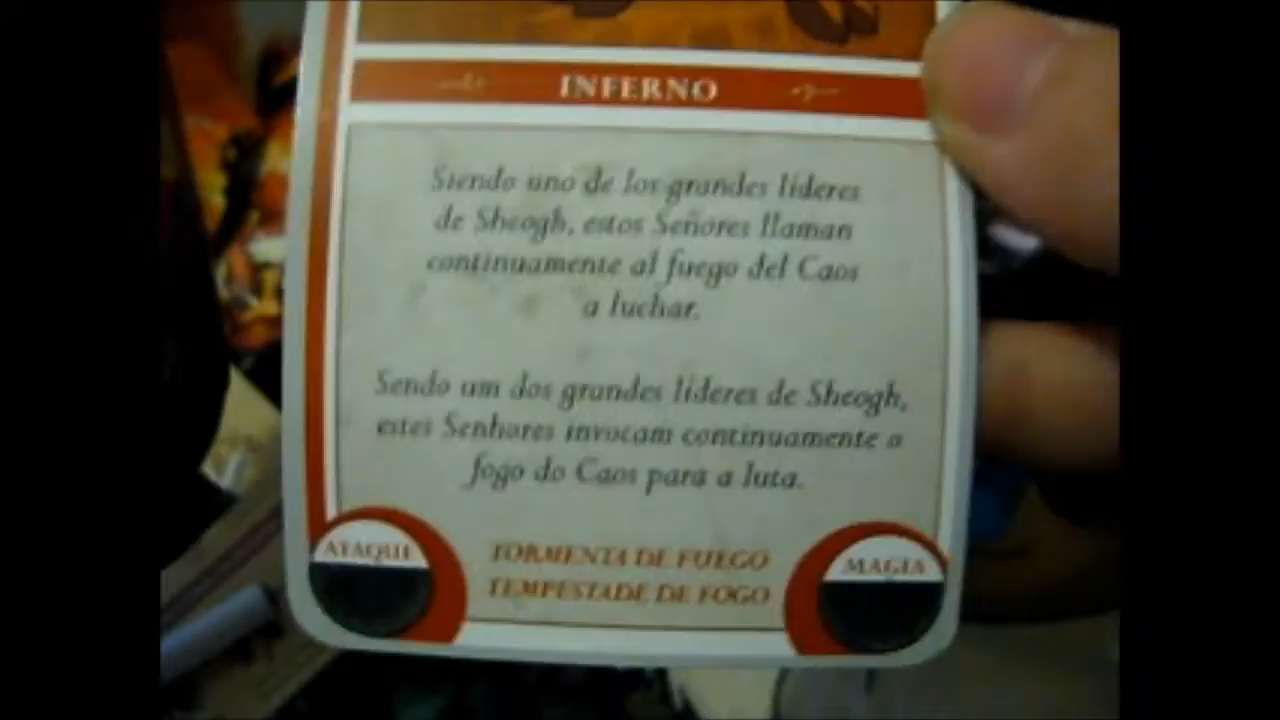 INFERNO
Siendo uno de los grandes líderes
de Sheogh, estos Señores llaman
continuamente al fuego del Caos
a luchar.
Sendo um dos grandes líderes de Sheogh,
estes Senhores invocam continuamente o
fogo do Caos para a luta.
ATAQUE
TORMENTA DE FUEGO
TEMPESTADE DE FOGO
MAGIA